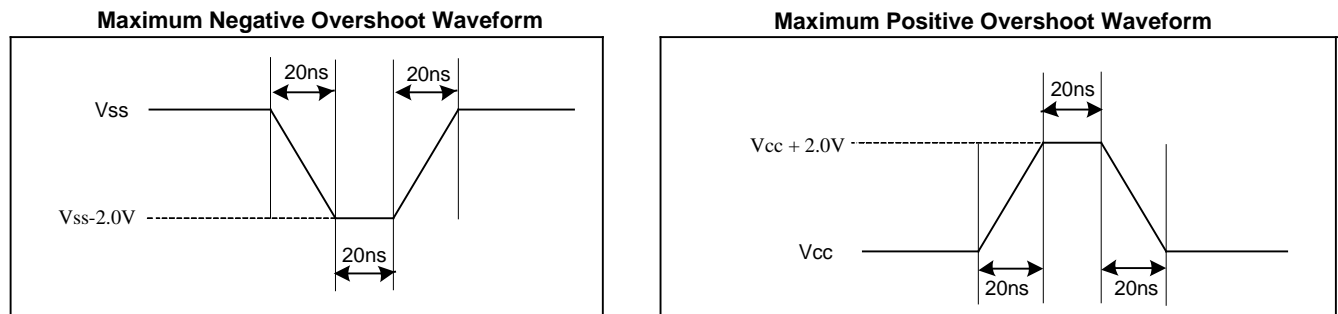 Maximum Negative Overshoot Waveform
20ns
20ns
Vss
Vss-2.0V
20ns
Maximum Positive Overshoot Waveform
20ns
Vcc + 2.0V
Vcc
20ns
20ns